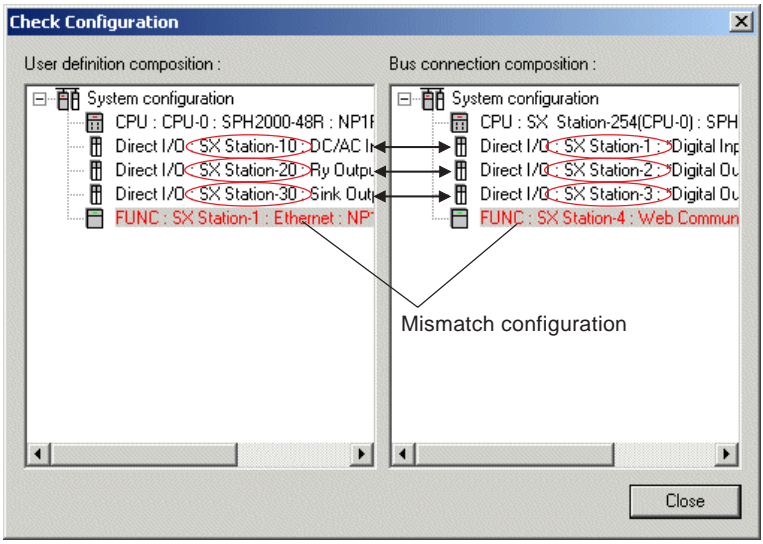 Check Configuration
User definition composition :
System configuration
CPU : CPU-0 : SPH2000-48R : NP1F
Direct I/O : SX Station-10 : DC/AC In
Direct I/O : SX Station-20 : Ry Outpu
Direct I/O : SX Station-30 : Sink Outp
FUNC : SX Station-1 : Ethernet : NP1
Bus connection composition :
System configuration
CPU : SX Station-254(CPU-0) : SPH
Direct I/O : SX Station-1 : "Digital Inp
Direct I/O : SX Station-2 : "Digital Ou
Direct I/O : SX Station-3 : "Digital Ou
FUNC : SX Station-4 : Web Commun
Mismatch configuration
Close